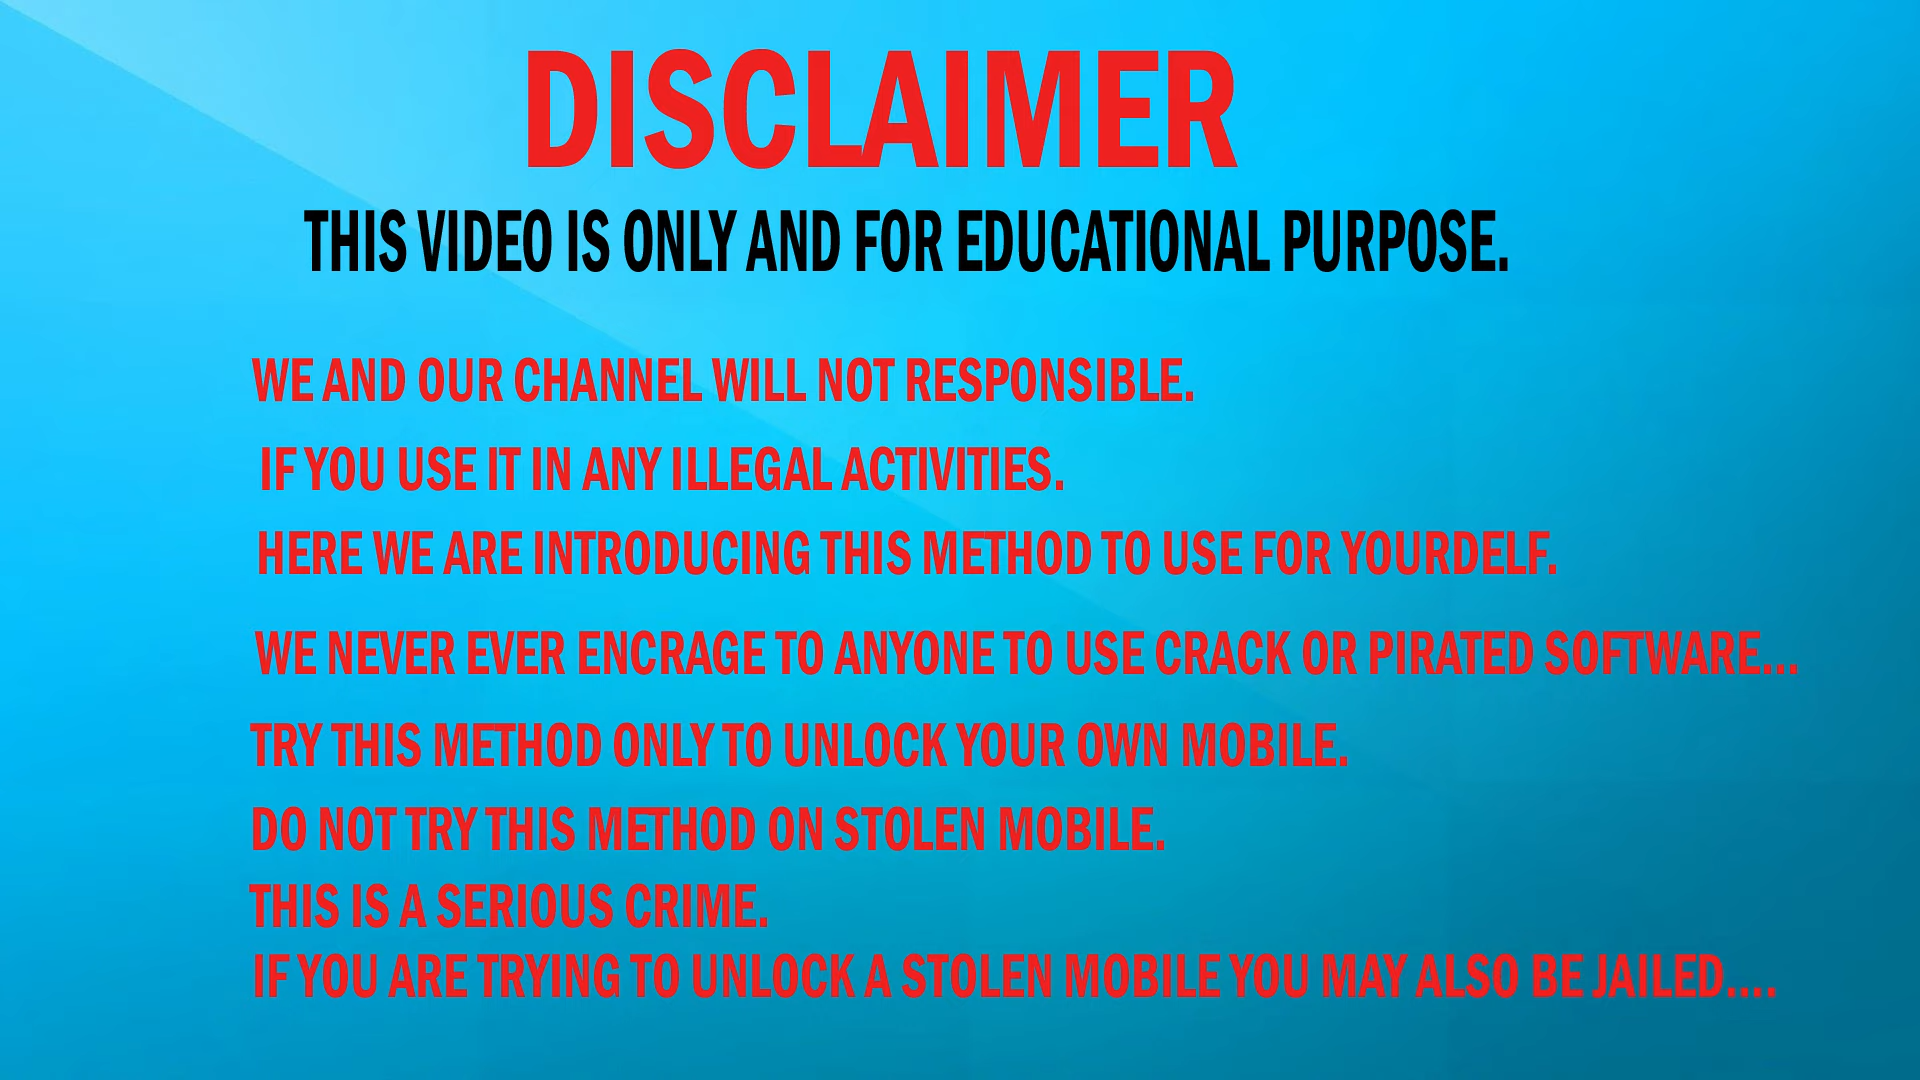 DISCLAIMER
THIS VIDEO IS ONLY AND FOR EDUCATIONAL PURPOSE.
WE AND OUR CHANNEL WILL NOT RESPONSIBLE.
IF YOU USE IT IN ANY ILLEGAL ACTIVITIES.
HERE WE ARE INTRODUCING THIS METHOD TO USE FOR YOURDELF.
WE NEVER EVER ENCRAGE TO ANYONE TO USE CRACK OR PIRATED SOFTWARE...
TRY THIS METHOD ONLY TO UNLOCK YOUR OWN MOBILE.
DO NOT TRY THIS METHOD ON STOLEN MOBILE.
THIS IS A SERIOUS CRIME.
IF YOU ARE TRYING TO UNLOCK A STOLEN MOBILE YOU MAY ALSO BE JAILED....